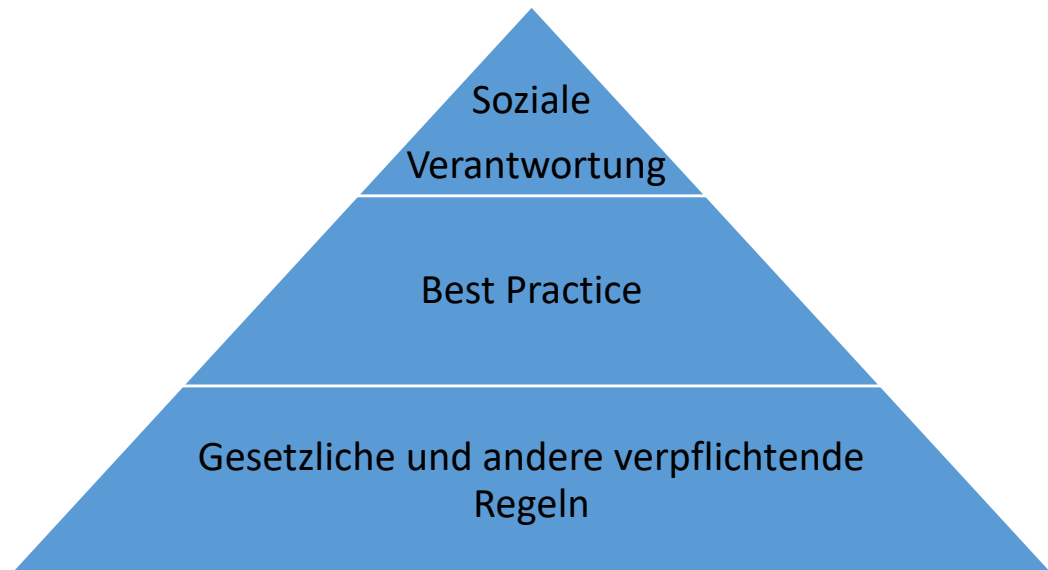 Soziale
Verantwortung
Best Practice
Gesetzliche und andere verpflichtende
Regeln